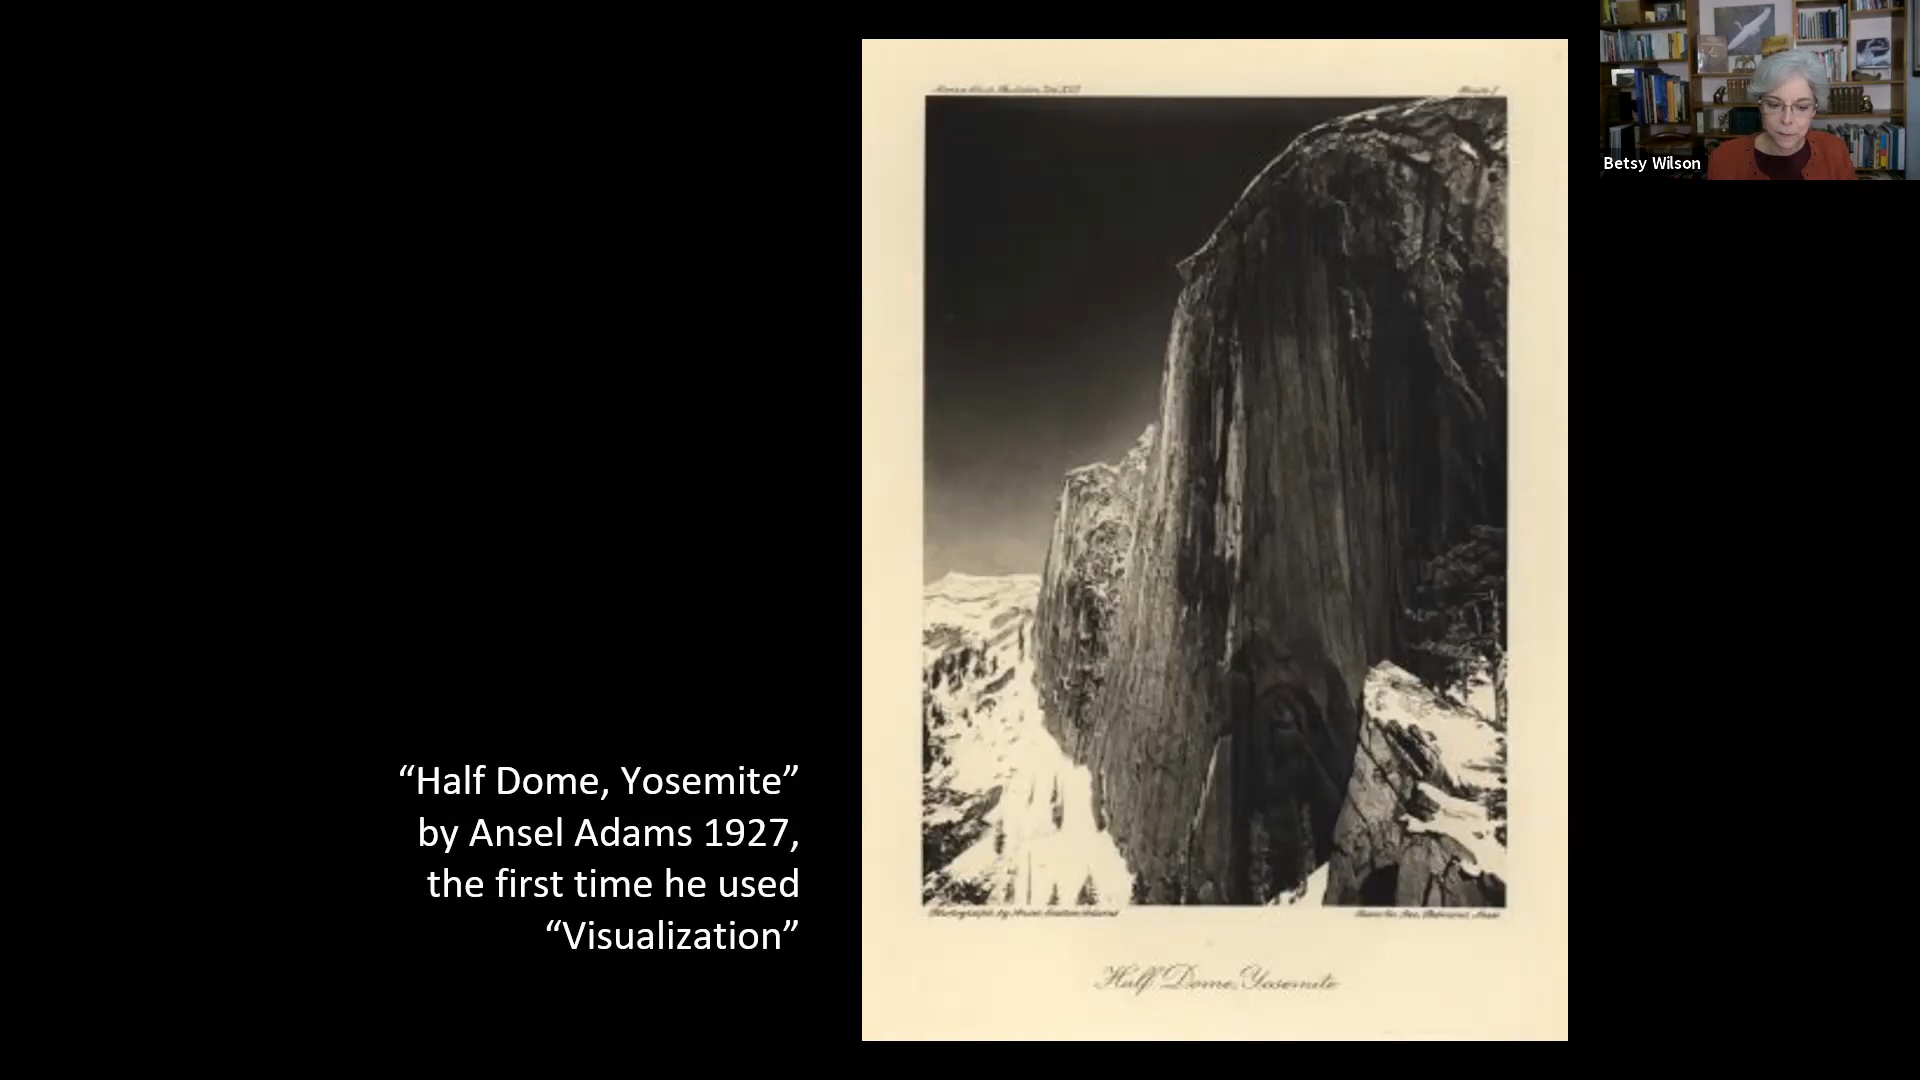 Betsy Wilson
“Half Dome, Yosemite”
by Ansel Adams 1927,
the first time he used
“Visualization”
Half Dome, Yosemite